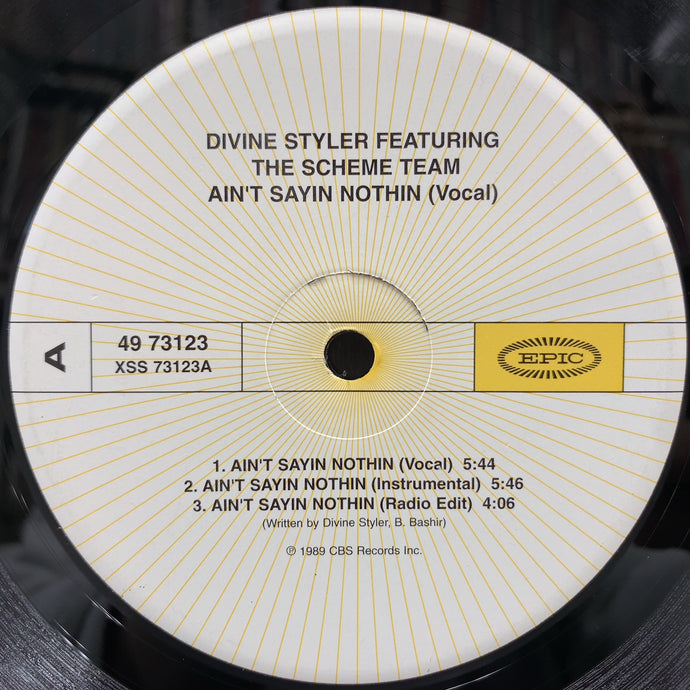 DIVINE STYLER FEATURING
THE SCHEME TEAM
AIN'T SAYIN NOTHIN (Vocal)
A
49 73123
XSS 73123A
EPIC
1. AIN'T SAYIN NOTHIN (Vocal) 5:44
2. AIN'T SAYIN NOTHIN (Instrumental) 5:46
3. AIN'T SAYIN NOTHIN (Radio Edit) 4:06
(Written by Divine Styler, B. Bashir)
℗ 1989 CBS Records Inc.